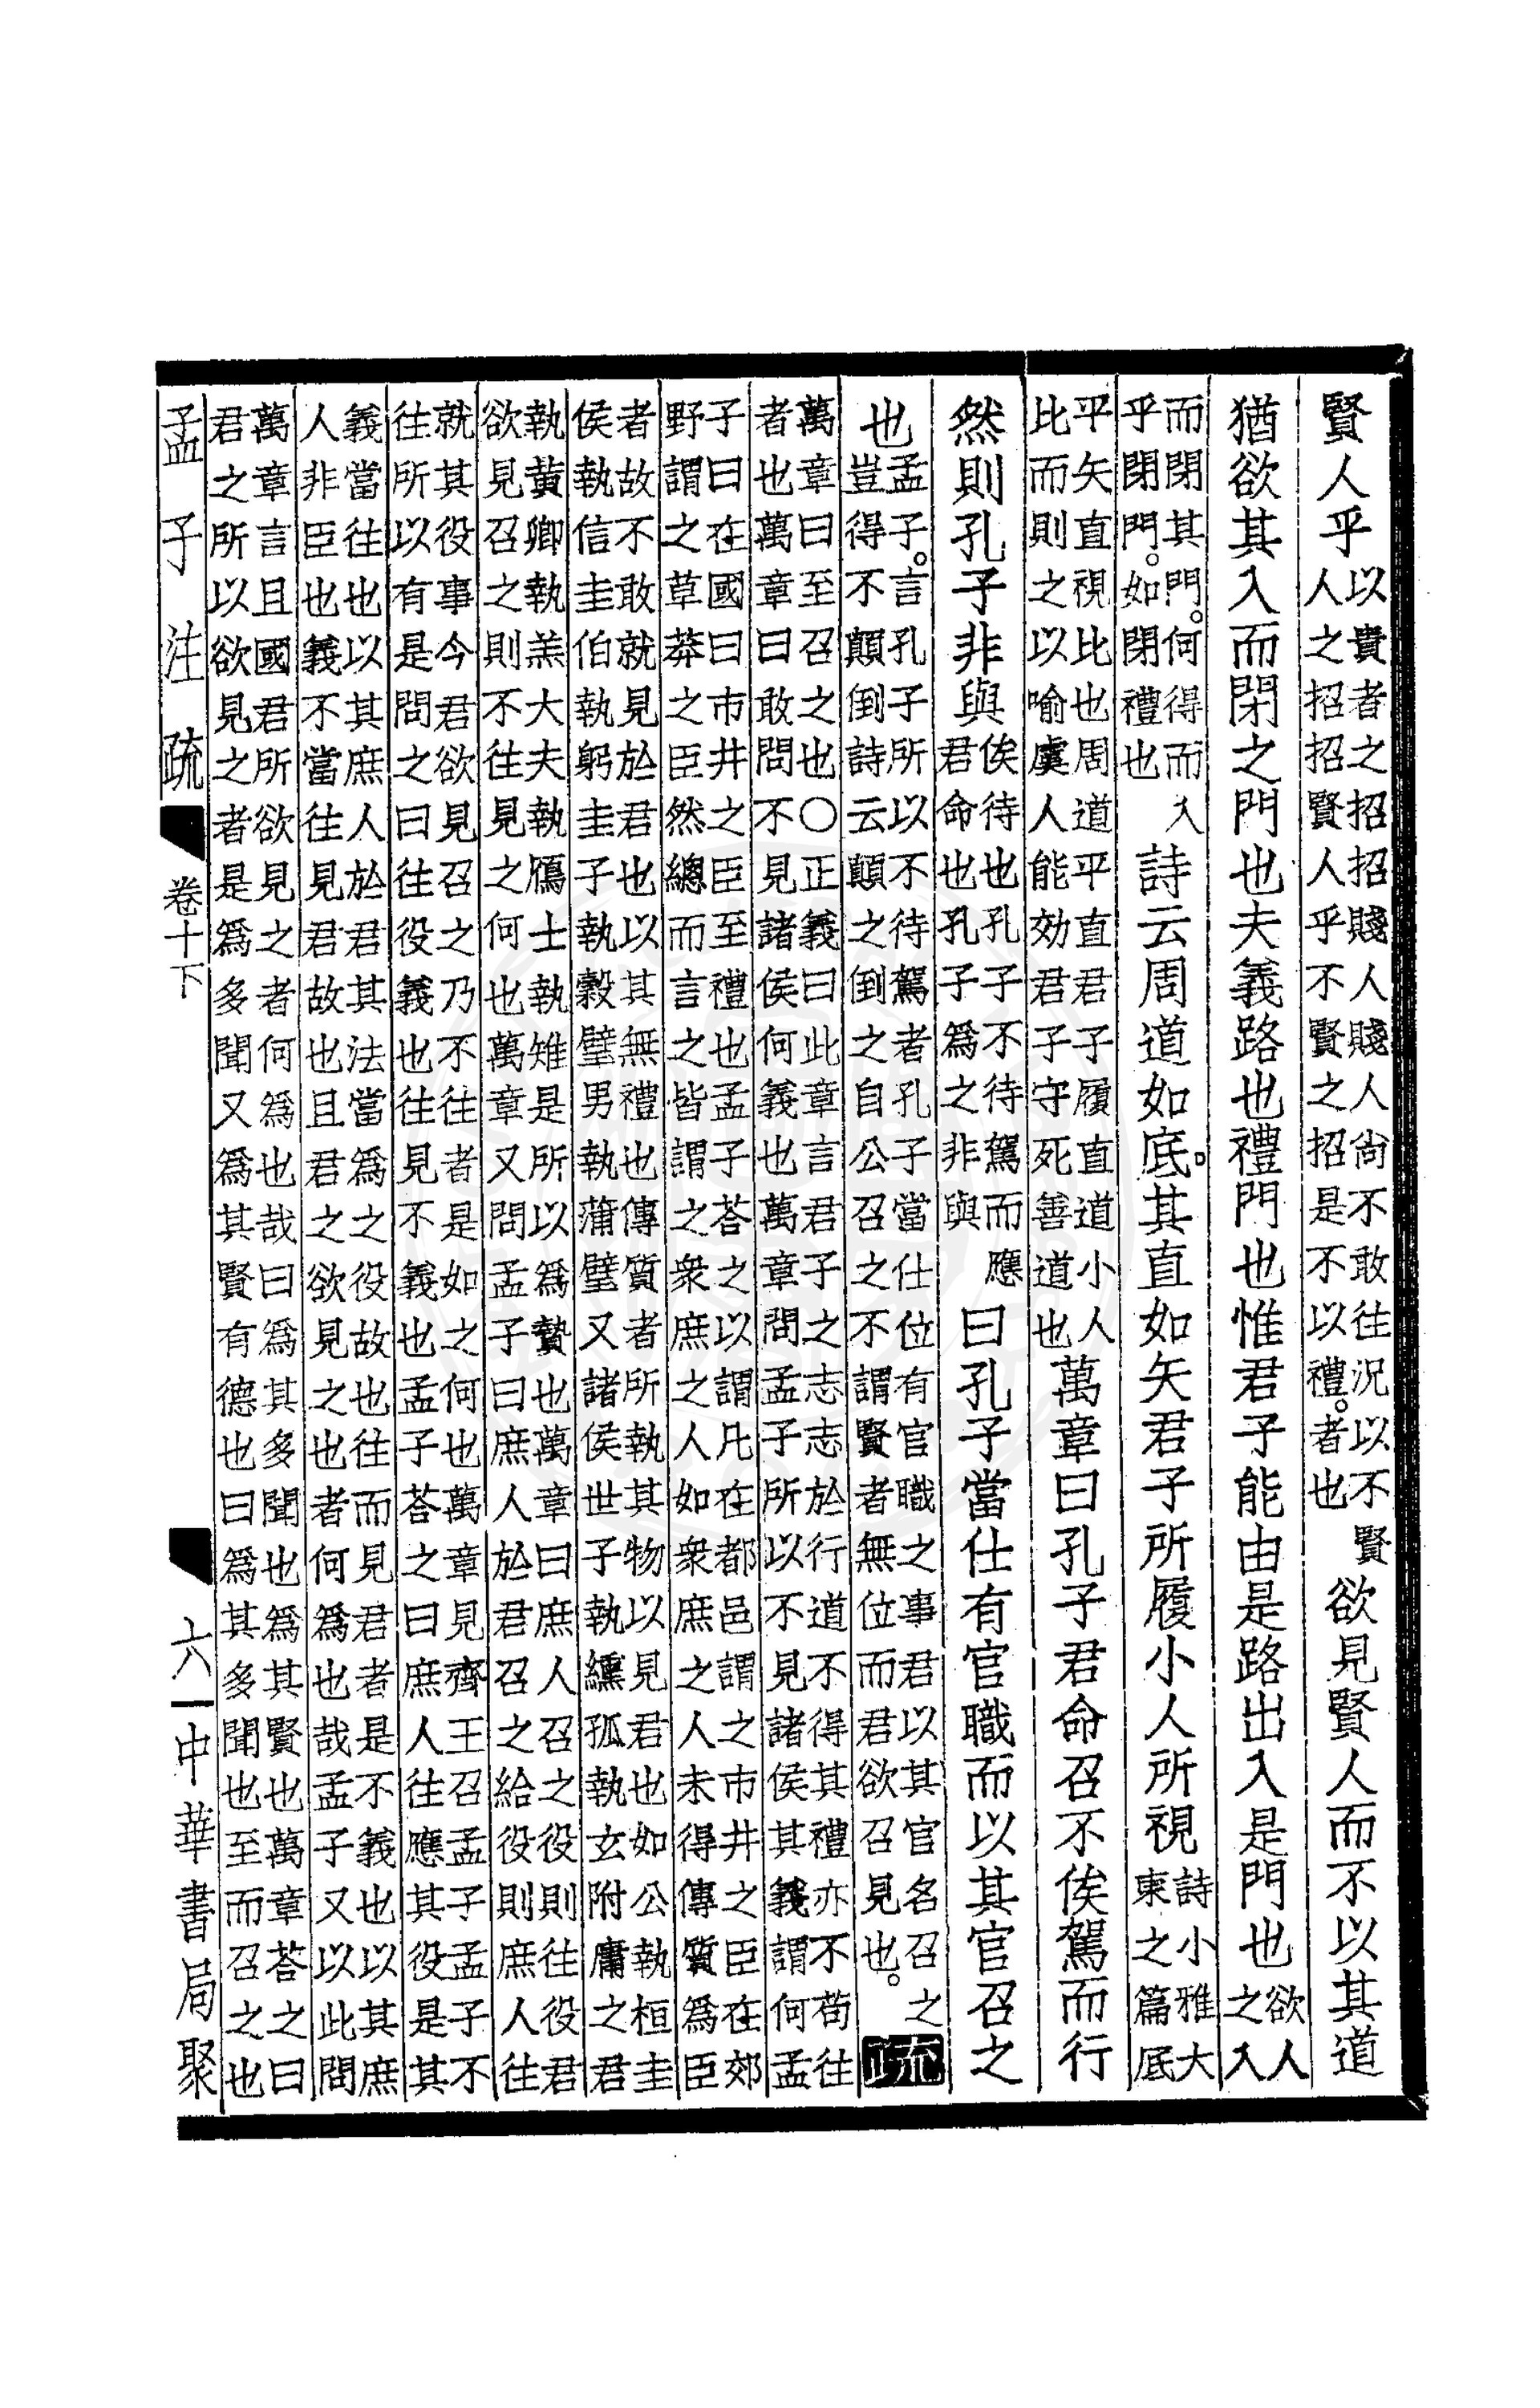 賢人乎以貴者之招招賤人賤人尚不敢往況以不賢人之招招賢人乎不賢之招是不以禮。者也欲見賢人而不以其道
猶欲其入而閉之門也夫義路也禮門也惟君子能由是路出入是門也欲人之入
而閉其門。何得而入乎閉門。如閉禮也詩云周道如底。其直如矢君子所履小人所視詩小雅大東之篇底
平矢直視比也周道平直君子履直道小人比而則之以喻虞人能効君子守死善道也萬章曰孔子君命召不俟駕而行
然則孔子非與俟待也孔子不待駕而應君命也孔子爲之非與曰孔子當仕有官職而以其官召之
也孟子。言孔子所以不待駕者孔子當仕位有官職之事君以其官名召之豈得不顛倒詩云顛之倒之自公召之不謂賢者無位而君欲召見也。疏
萬章曰至召之也○正義曰此章言君子之志志於行道不得其禮亦不苟往
者也萬章曰敢問不見諸侯何義也萬章問孟子所以不見諸侯其義謂何孟
子曰在國曰市井之臣至禮也孟子荅之以謂凡在都邑謂之市井之臣在郊
野謂之草莽之臣然總而言之皆謂之衆庶之人如衆庶之人未得傳質爲臣
者故不敢就見於君也以其無禮也傳質者所執其物以見君也如公執桓圭
侯執信圭伯執躬圭子執穀璧男執蒲璧又諸侯世子執纁孤執玄附庸之君
執黃卿執羔大夫執鴈士執雉是所以爲贄也萬章曰庶人召之役則往役君
欲見召之則不往見之何也萬章又問孟子曰庶人於君召之給役則庶人往
就其役事今君欲見召之乃不往者是如之何也萬章見齊王召孟子孟子不
往所以有是問之曰往役義也往見不義也孟子荅之曰庶人往應其役是其
義當往也以其庶人於君其法當爲之役故也往而見君者是不義也以其庶
人非臣也義不當往見君故也且君之欲見之也者何爲也哉孟子又以此問
萬章言且國君所欲見之者何爲也哉曰爲其多聞也爲其賢也萬章荅之曰
君之所以欲見之者是爲多聞又爲其賢有德也曰爲其多聞也至而召之也
孟子注疏 卷十下 六一中華書局聚